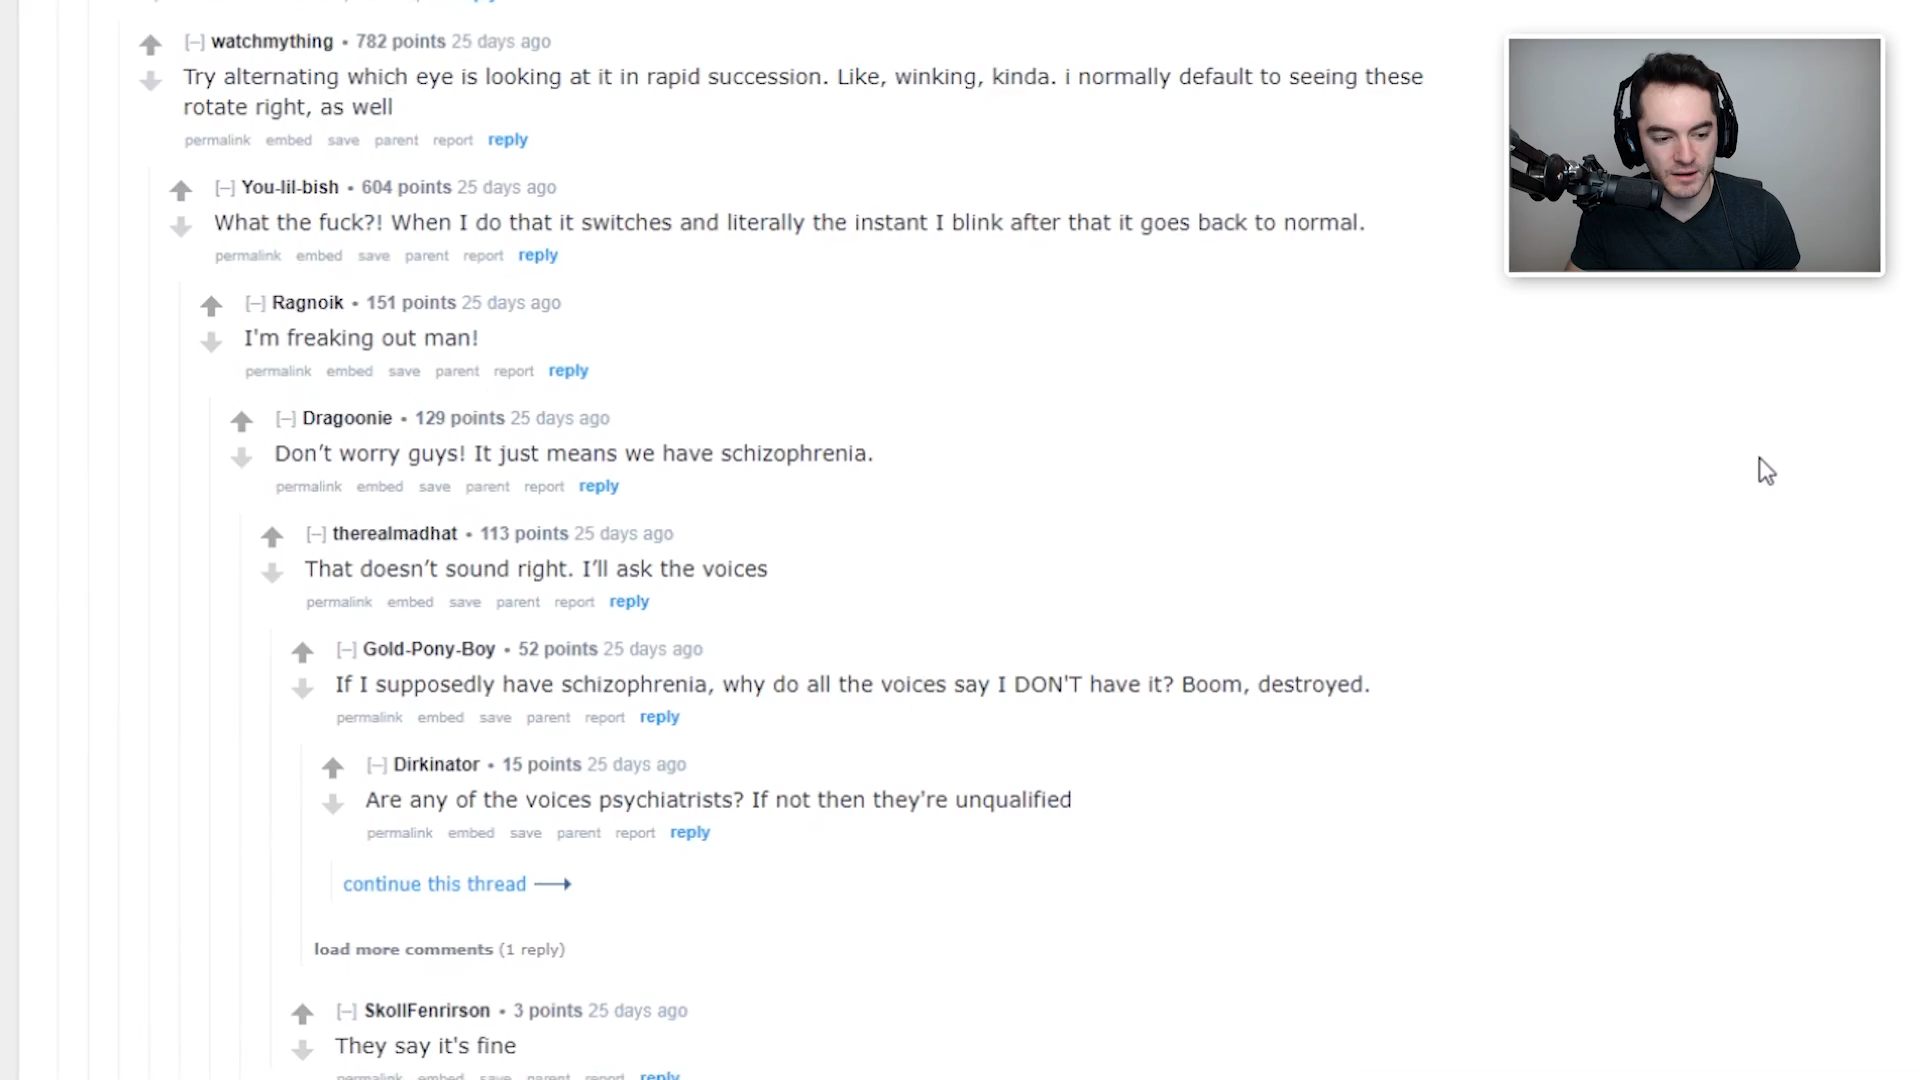 [–] watchmything • 782 points 25 days ago
Try alternating which eye is looking at it in rapid succession. Like, winking, kinda. i normally default to seeing these
rotate right, as well
permalink embed save parent report reply
[–] You-lil-bish • 604 points 25 days ago
What the fuck?! When I do that it switches and literally the instant I blink after that it goes back to normal.
permalink embed save parent report reply
[–] Ragnoik • 151 points 25 days ago
I'm freaking out man!
permalink embed save parent report reply
[–] Dragoonie • 129 points 25 days ago
Don’t worry guys! It just means we have schizophrenia.
permalink embed save parent report reply
[–] therealmadhat • 113 points 25 days ago
That doesn’t sound right. I’ll ask the voices
permalink embed save parent report reply
[–] Gold-Pony-Boy • 52 points 25 days ago
If I supposedly have schizophrenia, why do all the voices say I DON'T have it? Boom, destroyed.
permalink embed save parent report reply
[–] Dirkinator • 15 points 25 days ago
Are any of the voices psychiatrists? If not then they're unqualified
permalink embed save parent report reply
continue this thread →
load more comments (1 reply)
[–] SkollFenrirson • 3 points 25 days ago
They say it's fine
permalink embed save parent report reply